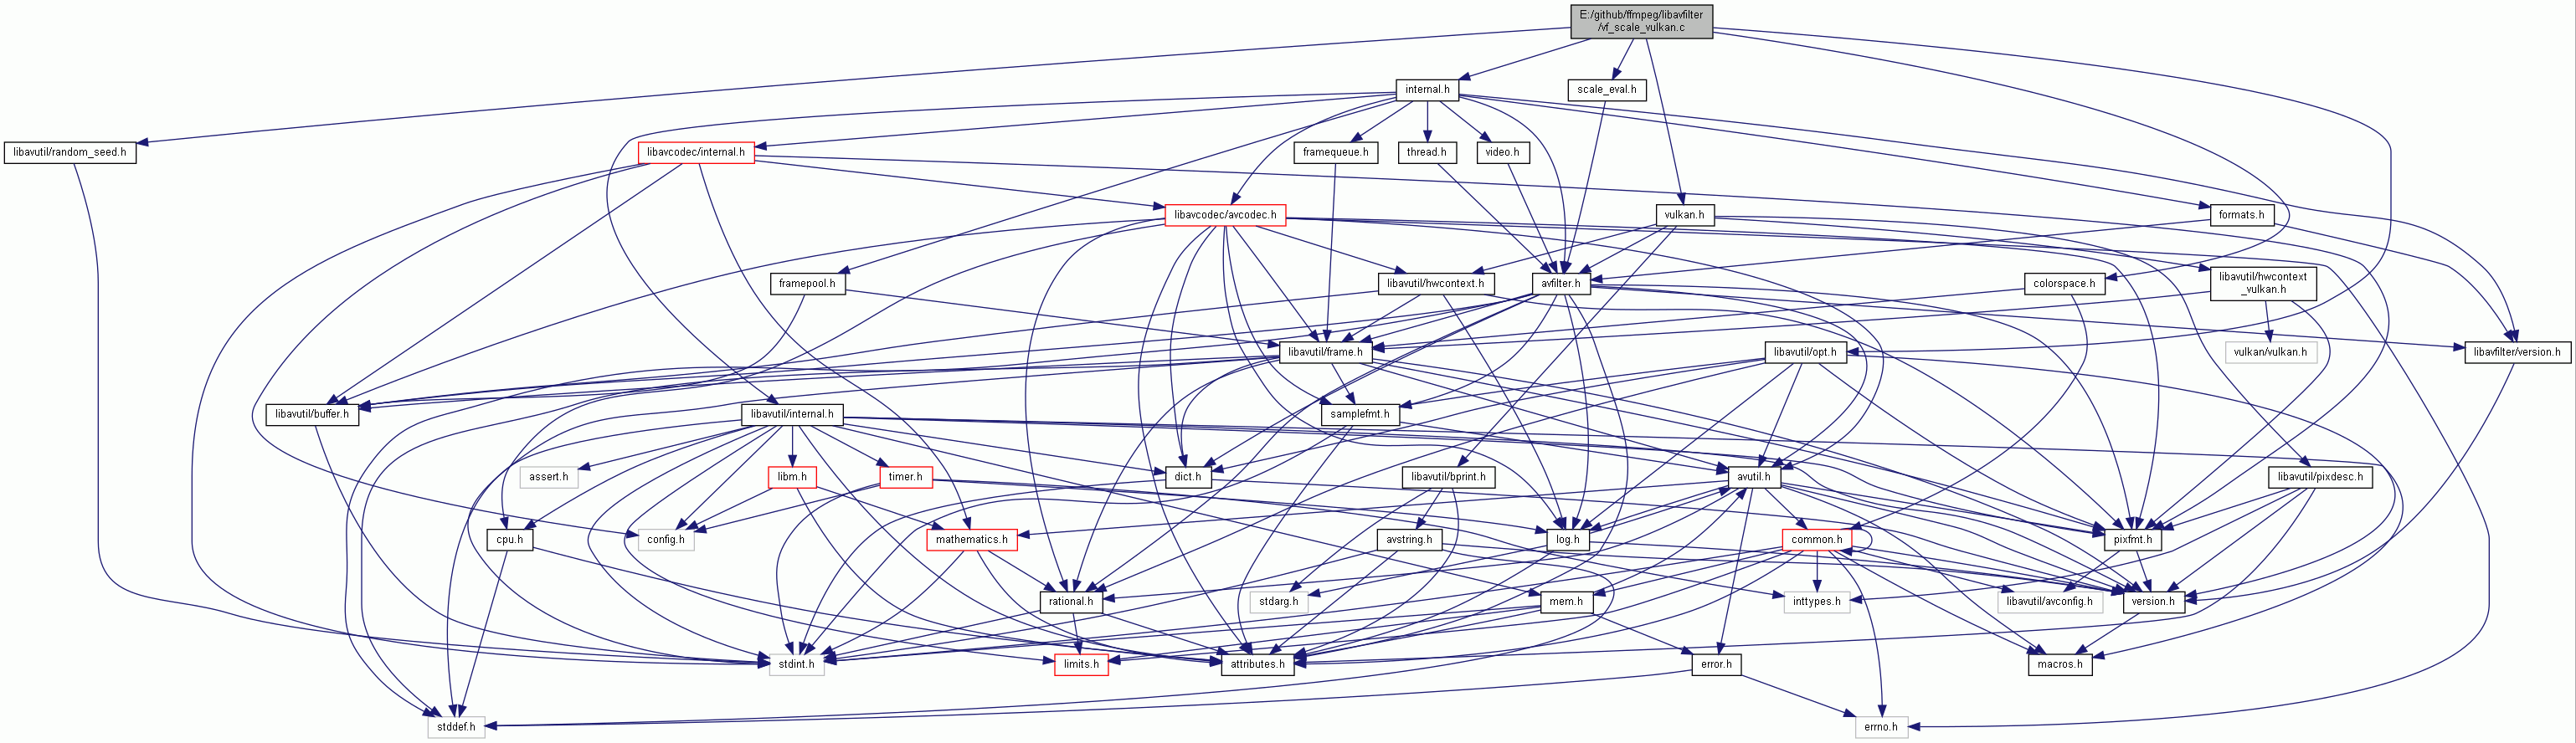 E:/github/ffmpeg/libavfilter
/vf_scale_vulkan.c
internal.h
scale_eval.h
libavutil/random_seed.h
libavcodec/internal.h
framequeue.h
thread.h
video.h
libavcodec/avcodec.h
vulkan.h
formats.h
framepool.h
libavutil/hwcontext.h
avfilter.h
colorspace.h
libavutil/hwcontext
_vulkan.h
libavutil/frame.h
libavutil/opt.h
vulkan/vulkan.h
libavfilter/version.h
libavutil/buffer.h
libavutil/internal.h
samplefmt.h
assert.h
libm.h
timer.h
dict.h
libavutil/bprint.h
avutil.h
libavutil/pixdesc.h
cpu.h
config.h
mathematics.h
avstring.h
log.h
common.h
pixfmt.h
rational.h
stdarg.h
mem.h
inttypes.h
libavutil/avconfig.h
version.h
stdint.h
limits.h
attributes.h
error.h
macros.h
stddef.h
errno.h